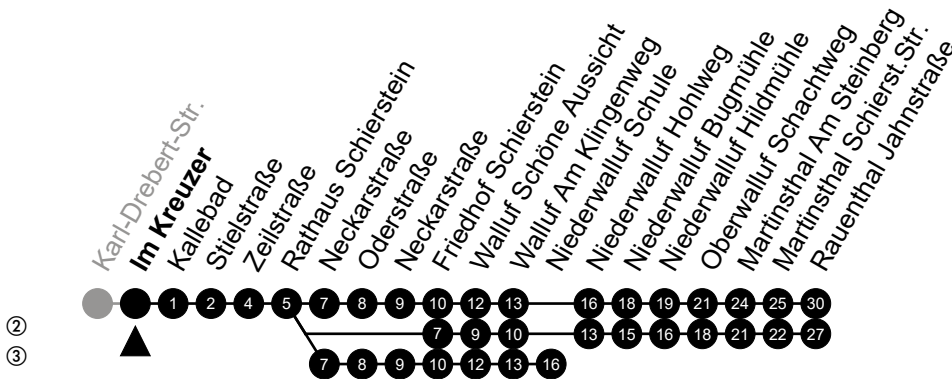 Karl-Drebert-Str.
Im Kreuzer
Kallebad
Stielstraße
Zeilstraße
Rathaus Schierstein
Neckarstraße
Oderstraße
Neckarstraße
Friedhof Schierstein
Walluf Schöne Aussicht
Walluf Am Klingenweg
Niederwalluf Schule
Niederwalluf Hohlweg
Niederwalluf Bugmühle
Niederwalluf Hildmühle
Oberwalluf Schachtweg
Martinsthal Am Steinberg
Martinsthal Schierst.Str.
Rauenthal Jahnstraße
1 2 4 5 7 8 9 10 12 13 16 18 19 21 24 25 30
② 7 9 10 13 15 16 18 21 22 27
③ 7 8 9 10 12 13 16